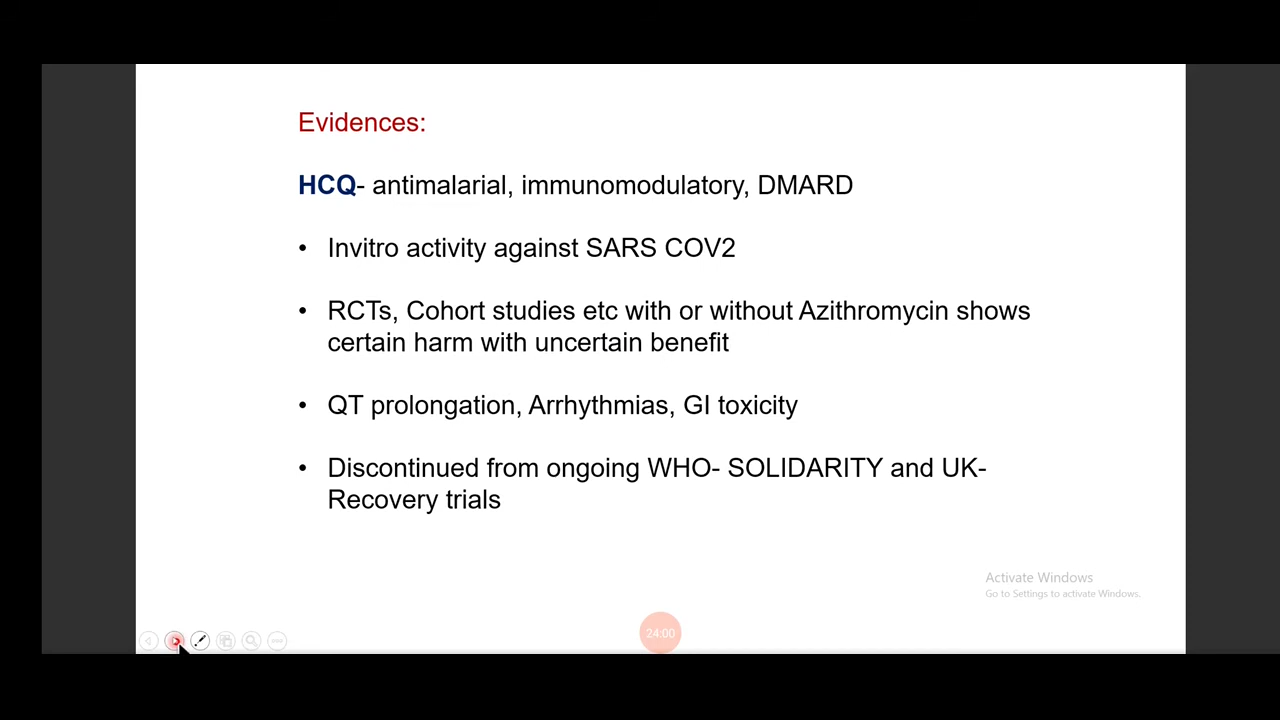 Evidences:
HCQ- antimalarial, immunomodulatory, DMARD
• Invitro activity against SARS COV2
• RCTs, Cohort studies etc with or without Azithromycin shows
certain harm with uncertain benefit
• QT prolongation, Arrhythmias, GI toxicity
• Discontinued from ongoing WHO- SOLIDARITY and UK-
Recovery trials
Activate Windows
Go to Settings to activate Windows.
24:00